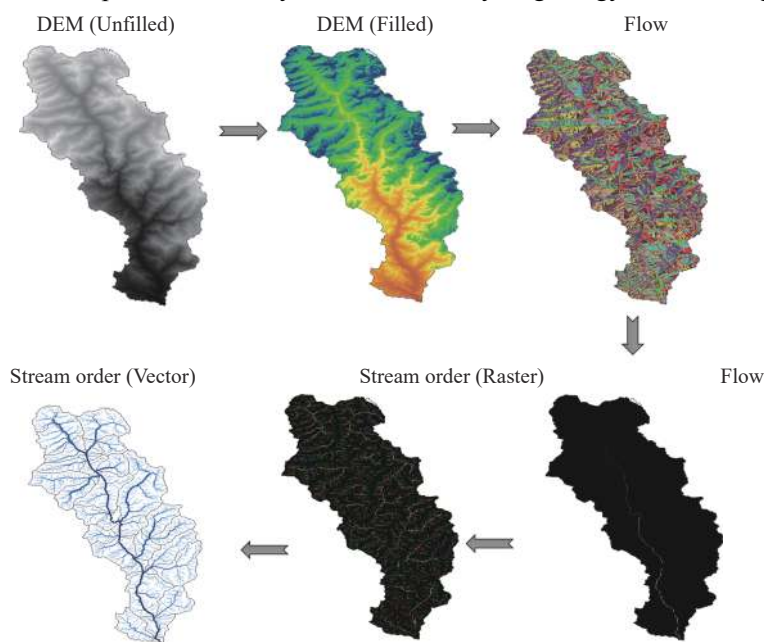 DEM (Unfilled)
DEM (Filled)
Flow
Stream order (Vector)
Stream order (Raster)
Flow